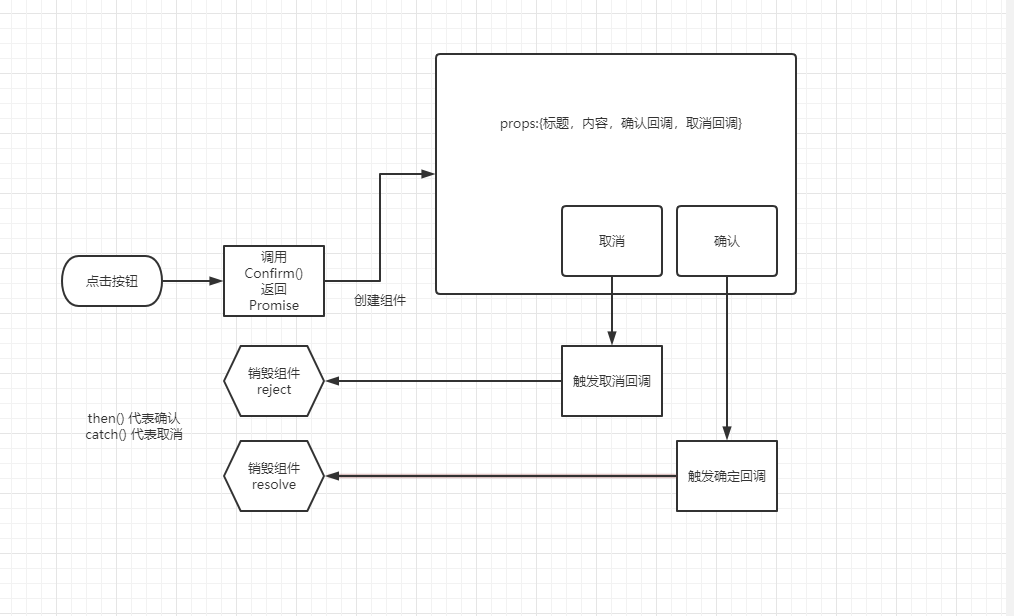 props:{标题，内容，确认回调，取消回调}
取消
确认
点击按钮
调用
Confirm()
返回
Promise
创建组件
销毁组件
reject
触发取消回调
then() 代表确认
catch() 代表取消
销毁组件
resolve
触发确定回调